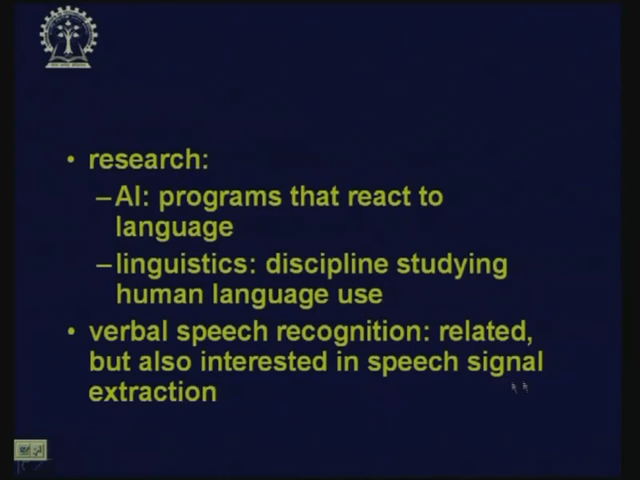 • research:
–AI: programs that react to
language
–linguistics: discipline studying
human language use
• verbal speech recognition: related,
but also interested in speech signal
extraction